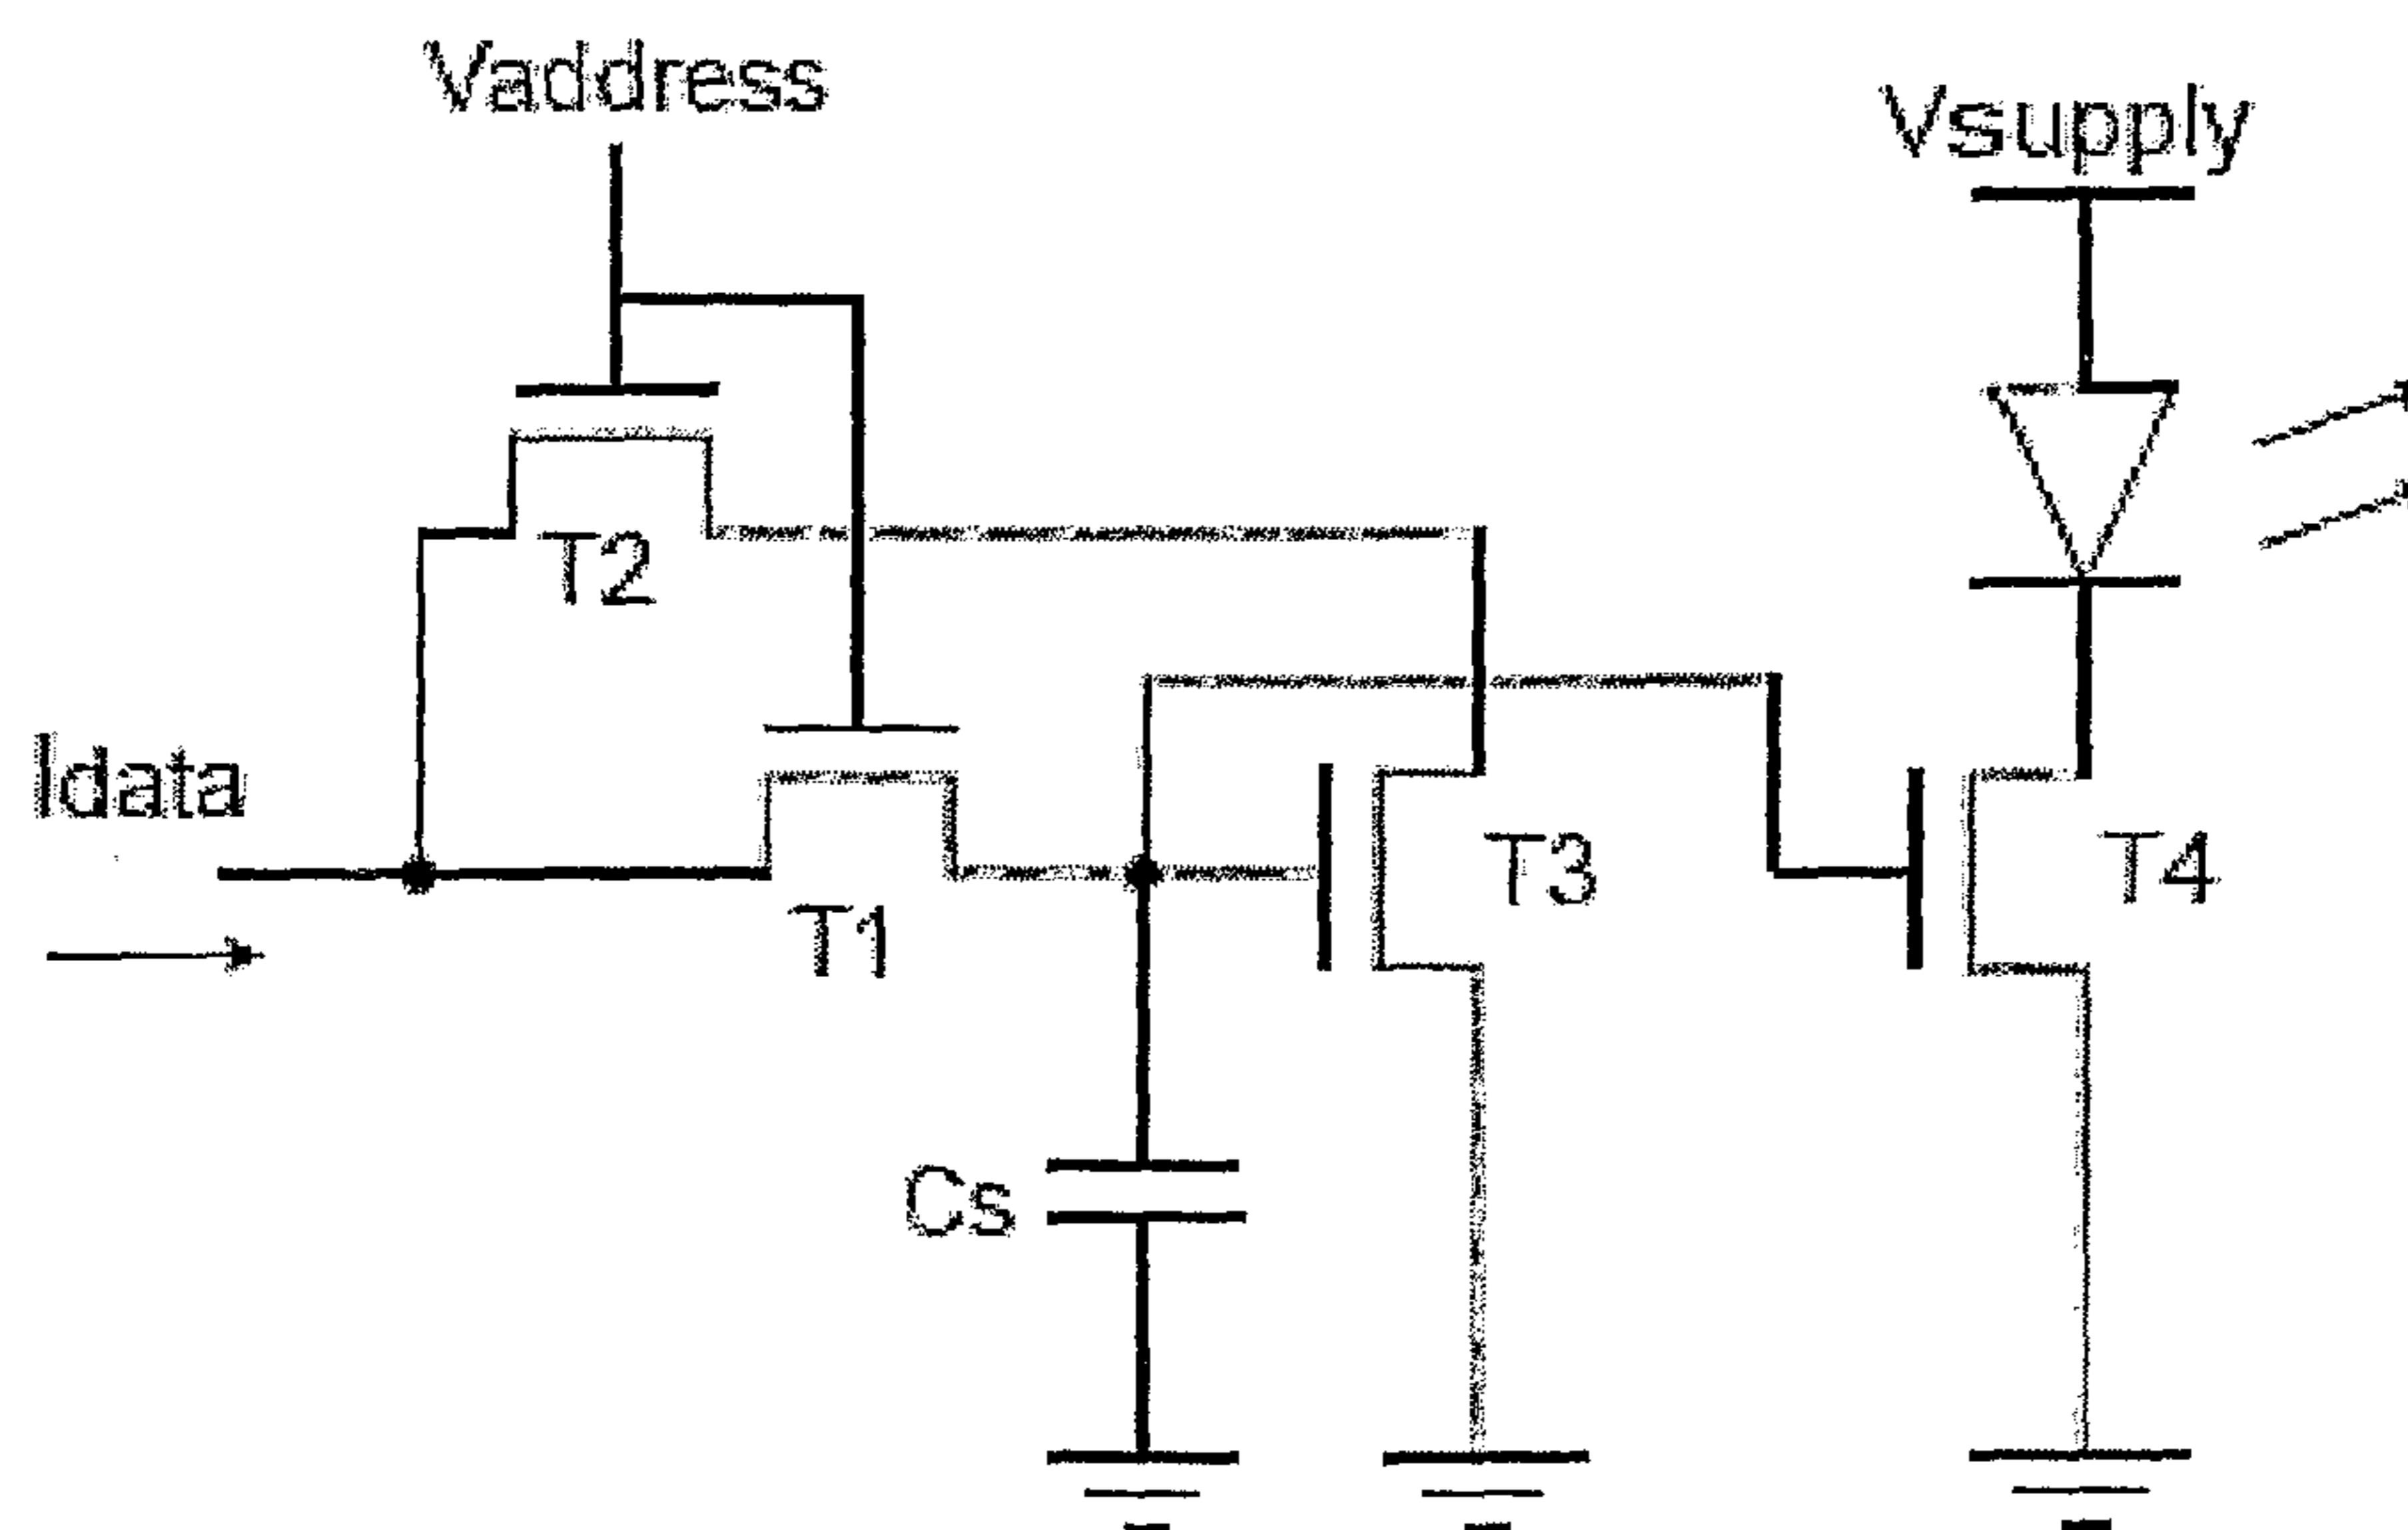 Vaddress
Vsupply
T2
Idata
T3
T4
T1
Cs